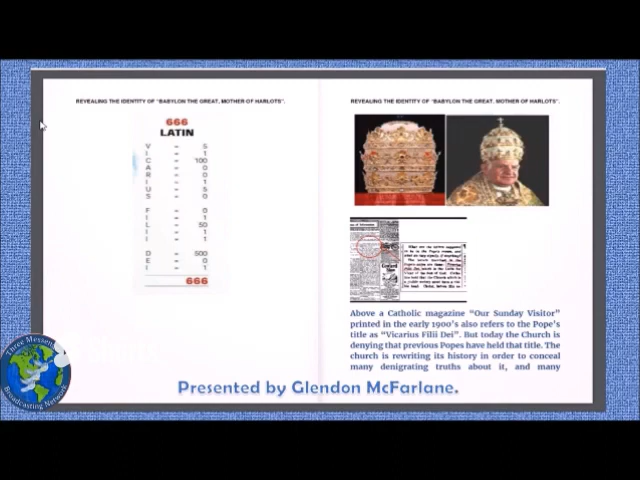 REVEALING THE IDENTITY OF "BABYLON THE GREAT, MOTHER OF HARLOTS".
666
LATIN
V = 5
I = 1
C = 100
A = 0
R = 0
I = 1
U = 5
S = 0
F = 0
I = 1
L = 50
I = 1
I = 1
D = 500
E = 0
I = 1
666
REVEALING THE IDENTITY OF "BABYLON THE GREAT, MOTHER OF HARLOTS".
Above a Catholic magazine "Our Sunday Visitor"
printed in the early 1900's also refers to the Pope's
title as "Vicarius Filii Dei". But today the Church is
denying that previous Popes have held that title. The
church is rewriting its history in order to conceal
many denigrating truths about it, and many
Three Messen
Broadcasting Network
Presented by Glendon McFarlane.